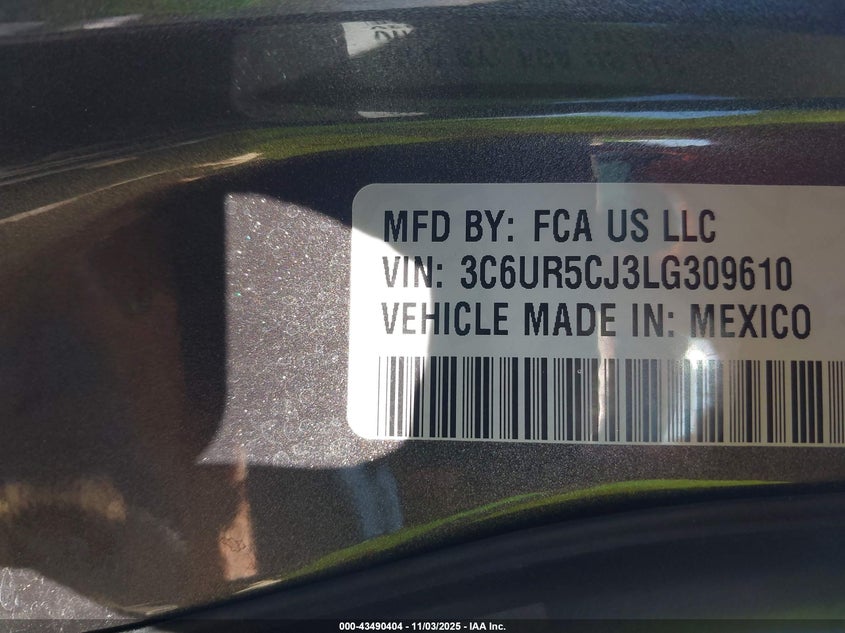 MFD BY: FCA US LLC
VIN: 3C6UR5CJ3LG309610
VEHICLE MADE IN: MEXICO
000-43490404 - 11/03/2025 - IAA Inc.